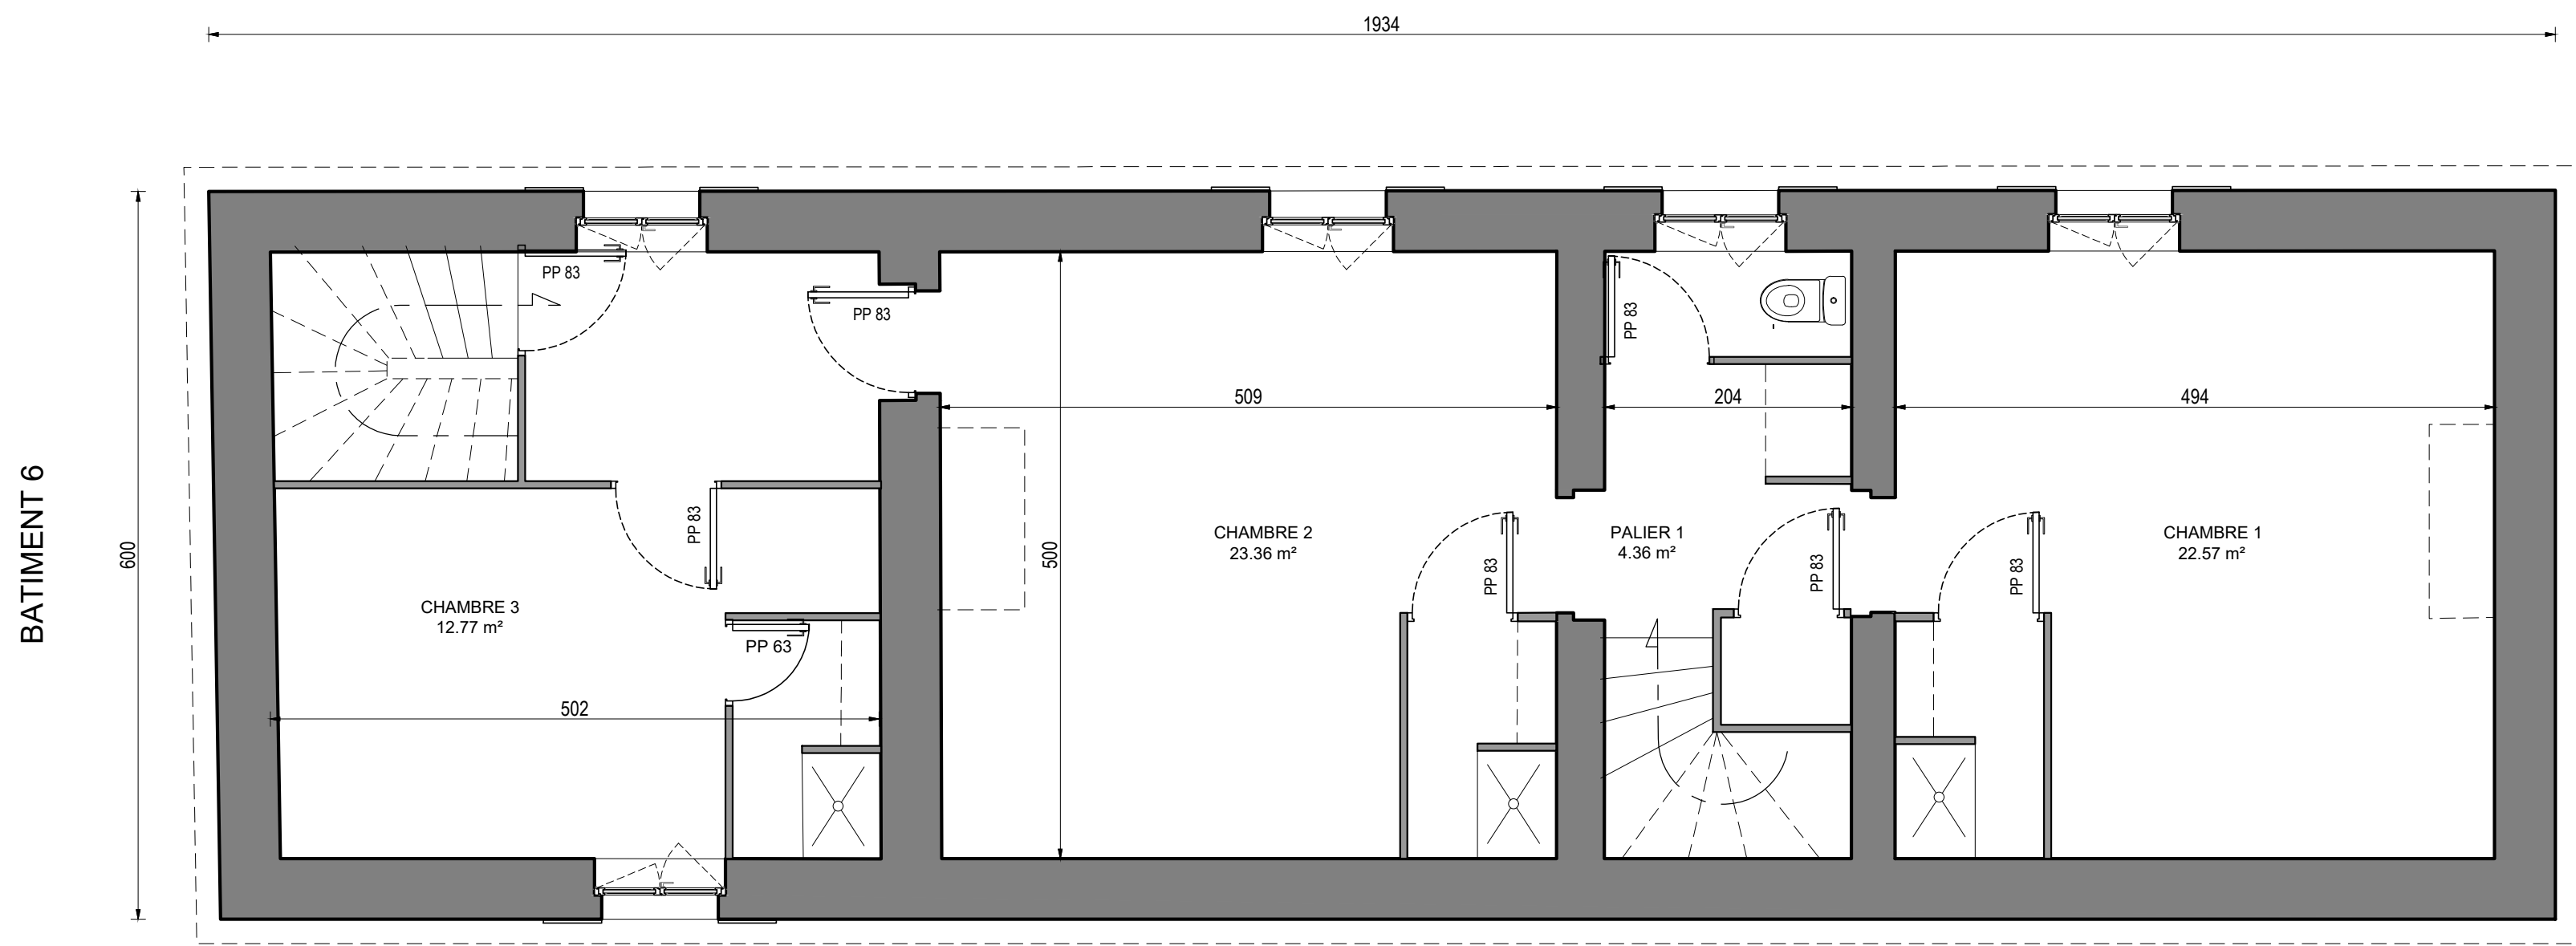 1934
BATIMENT 6
600
PP 83
PP 83
PP 83
509
204
494
500
PP 83
CHAMBRE 3
12.77 m²
PP 63
502
CHAMBRE 2
23.36 m²
PP 83
PALIER 1
4.36 m²
PP 83
PP 83
CHAMBRE 1
22.57 m²